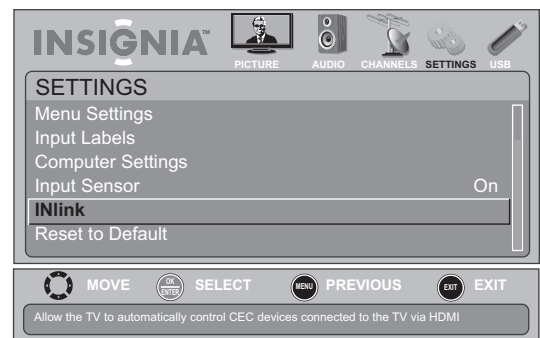 INSIGNIA™
PICTURE AUDIO CHANNELS SETTINGS USB
SETTINGS
Menu Settings
Input Labels
Computer Settings
Input Sensor On
INlink
Reset to Default
MOVE OK ENTER SELECT MENU PREVIOUS EXIT EXIT
Allow the TV to automatically control CEC devices connected to the TV via HDMI